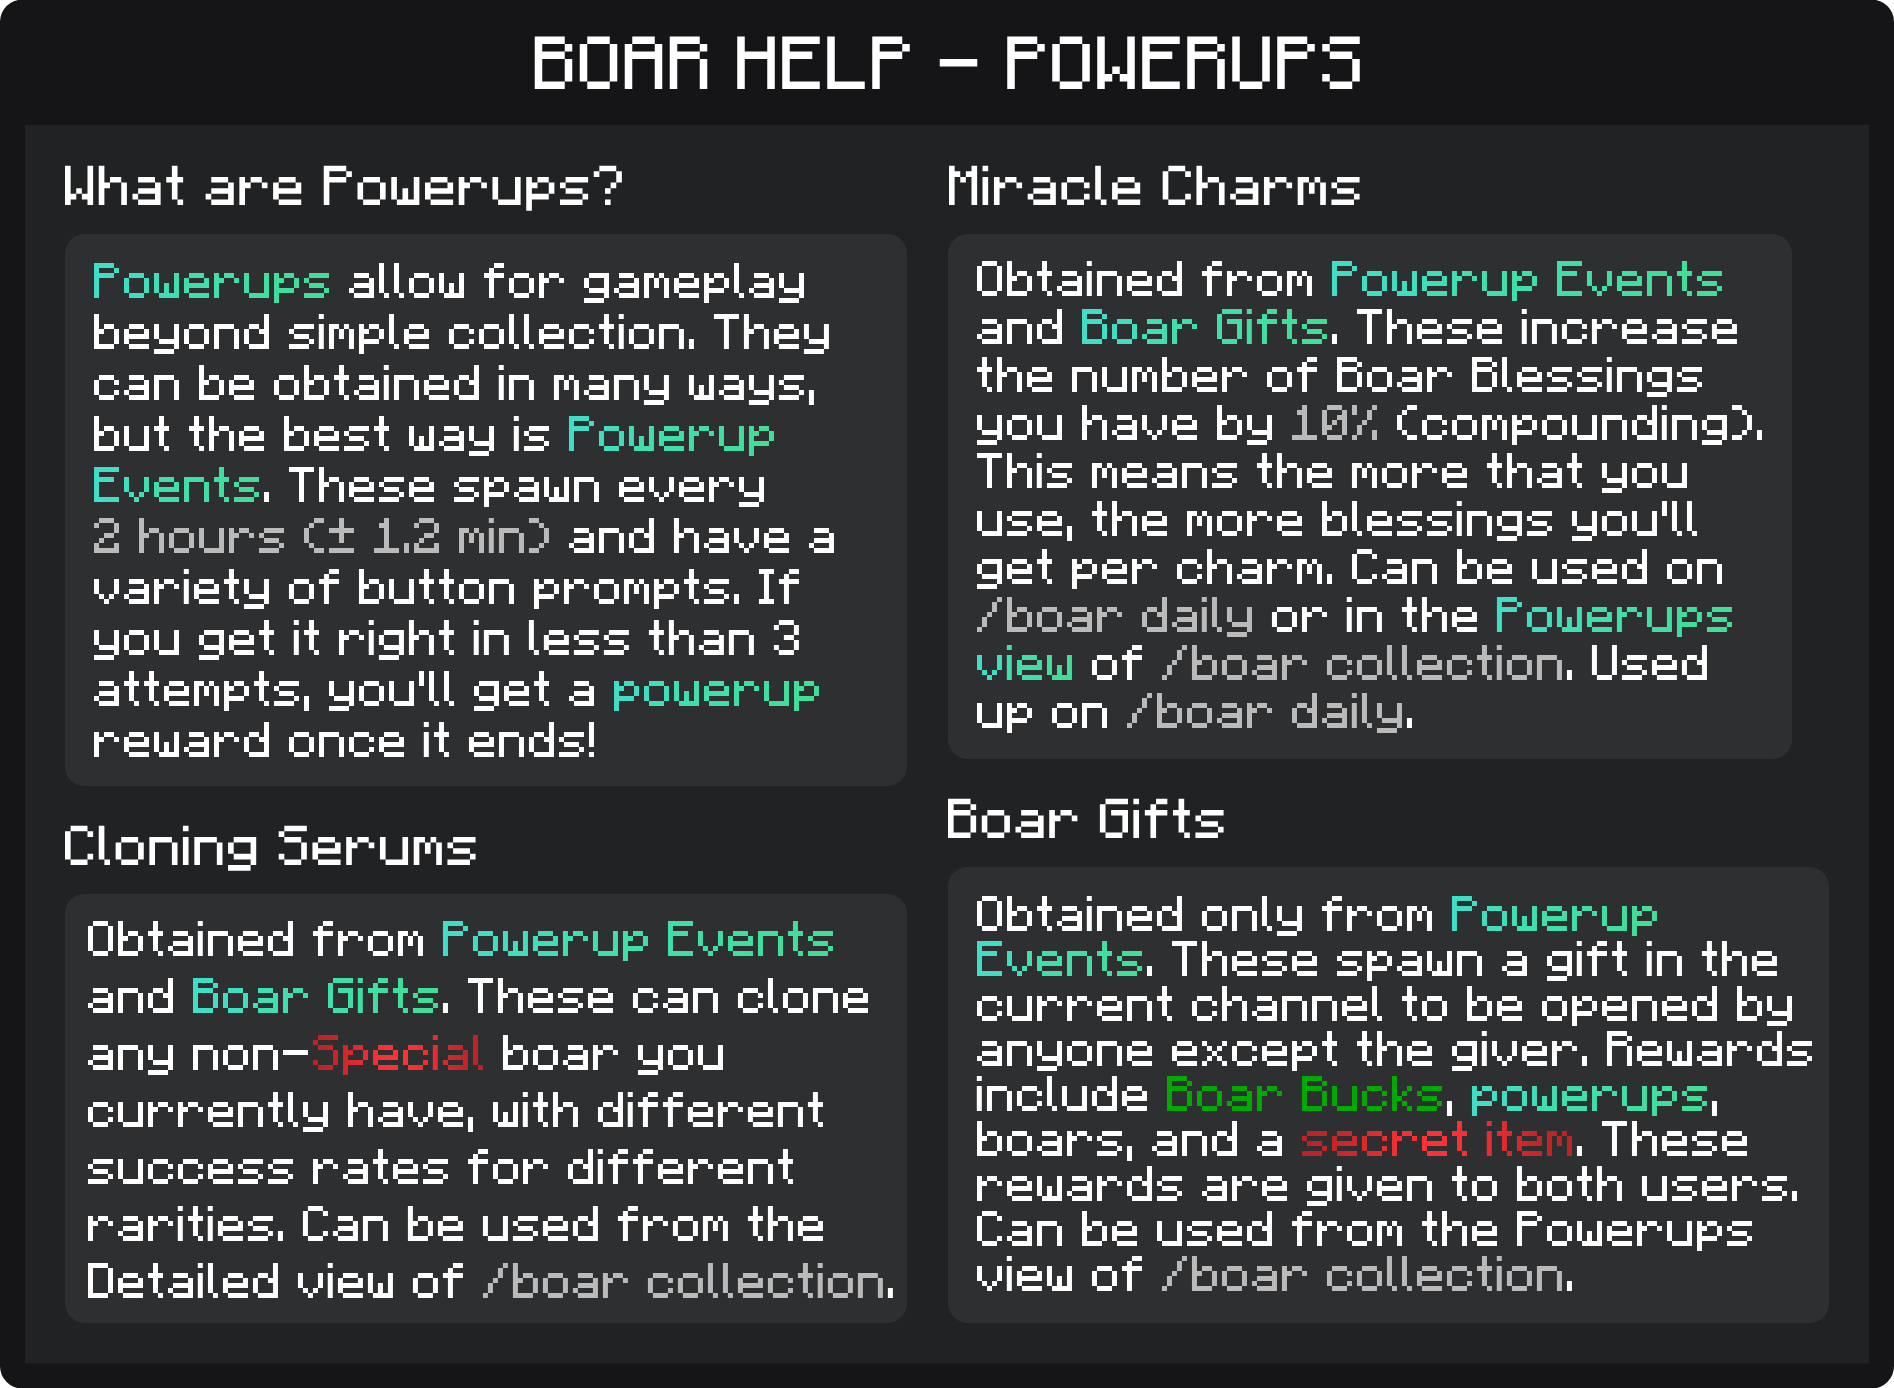 BOAR HELP - POWERUPS
What are Powerups?
Powerups allow for gameplay
beyond simple collection. They
can be obtained in many ways,
but the best way is Powerup
Events. These spawn every
2 hours (± 1.2 min) and have a
variety of button prompts. If
you get it right in less than 3
attempts, you'll get a powerup
reward once it ends!
Cloning Serums
Obtained from Powerup Events
and Boar Gifts. These can clone
any non-Special boar you
currently have, with different
success rates for different
rarities. Can be used from the
Detailed view of /boar collection.
Miracle Charms
Obtained from Powerup Events
and Boar Gifts. These increase
the number of Boar Blessings
you have by 10% (compounding).
This means the more that you
use, the more blessings you'll
get per charm. Can be used on
/boar daily or in the Powerups
view of /boar collection. Used
up on /boar daily.
Boar Gifts
Obtained only from Powerup
Events. These spawn a gift in the
current channel to be opened by
anyone except the giver. Rewards
include Boar Bucks, powerups,
boars, and a secret item. These
rewards are given to both users.
Can be used from the Powerups
view of /boar collection.